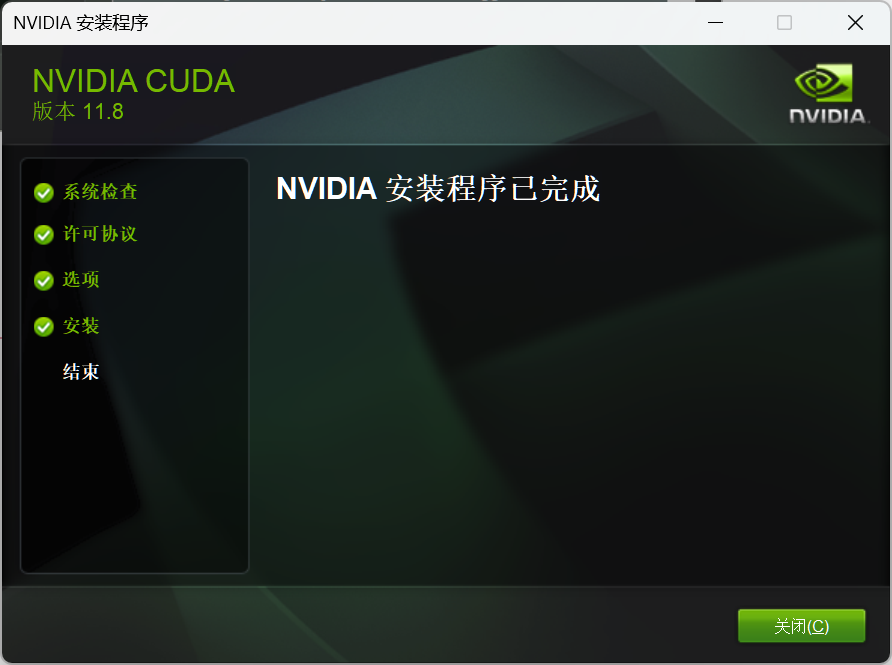 NVIDIA 安装程序
NVIDIA CUDA
版本 11.8
NVIDIA.
系统检查
许可协议
选项
安装
结束
NVIDIA 安装程序已完成
关闭(C)